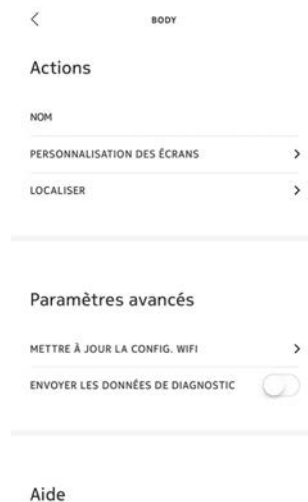 BODY
Actions
NOM
PERSONNALISATION DES ÉCRANS
LOCALISER
Paramètres avancés
METTRE À JOUR LA CONFIG. WIFI
ENVOYER LES DONNÉES DE DIAGNOSTIC
Aide